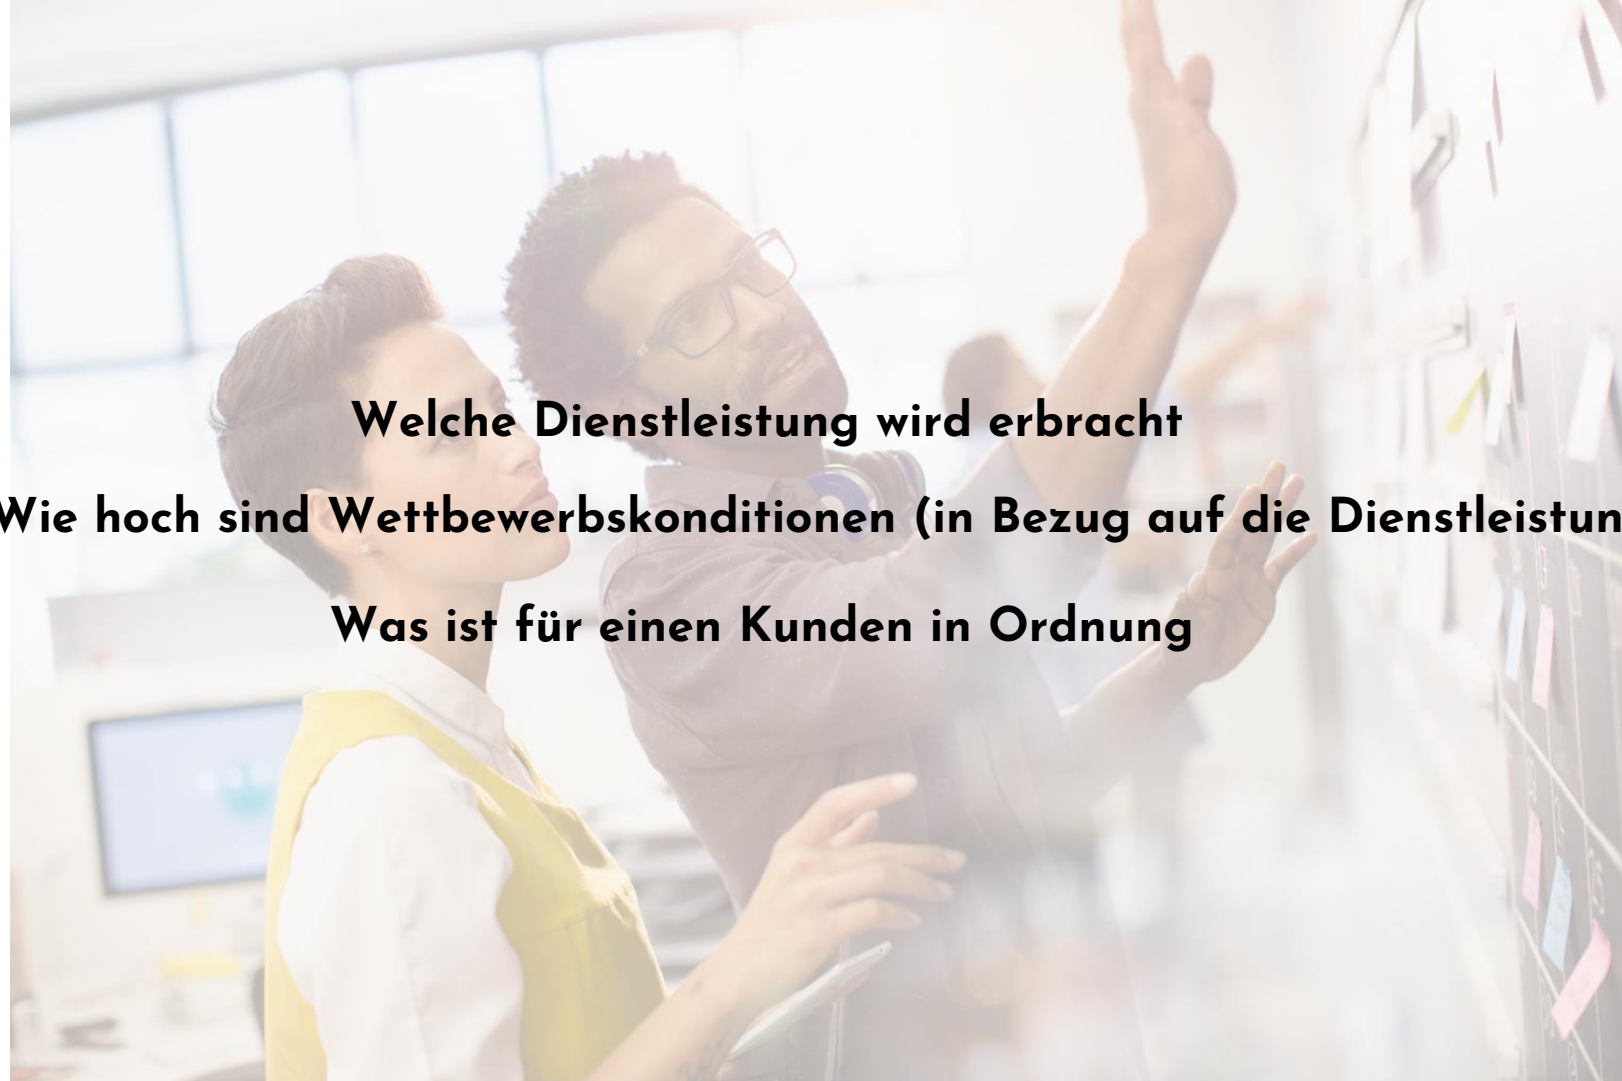 Welche Dienstleistung wird erbracht
Wie hoch sind Wettbewerbskonditionen (in Bezug auf die Dienstleistun
Was ist für einen Kunden in Ordnung